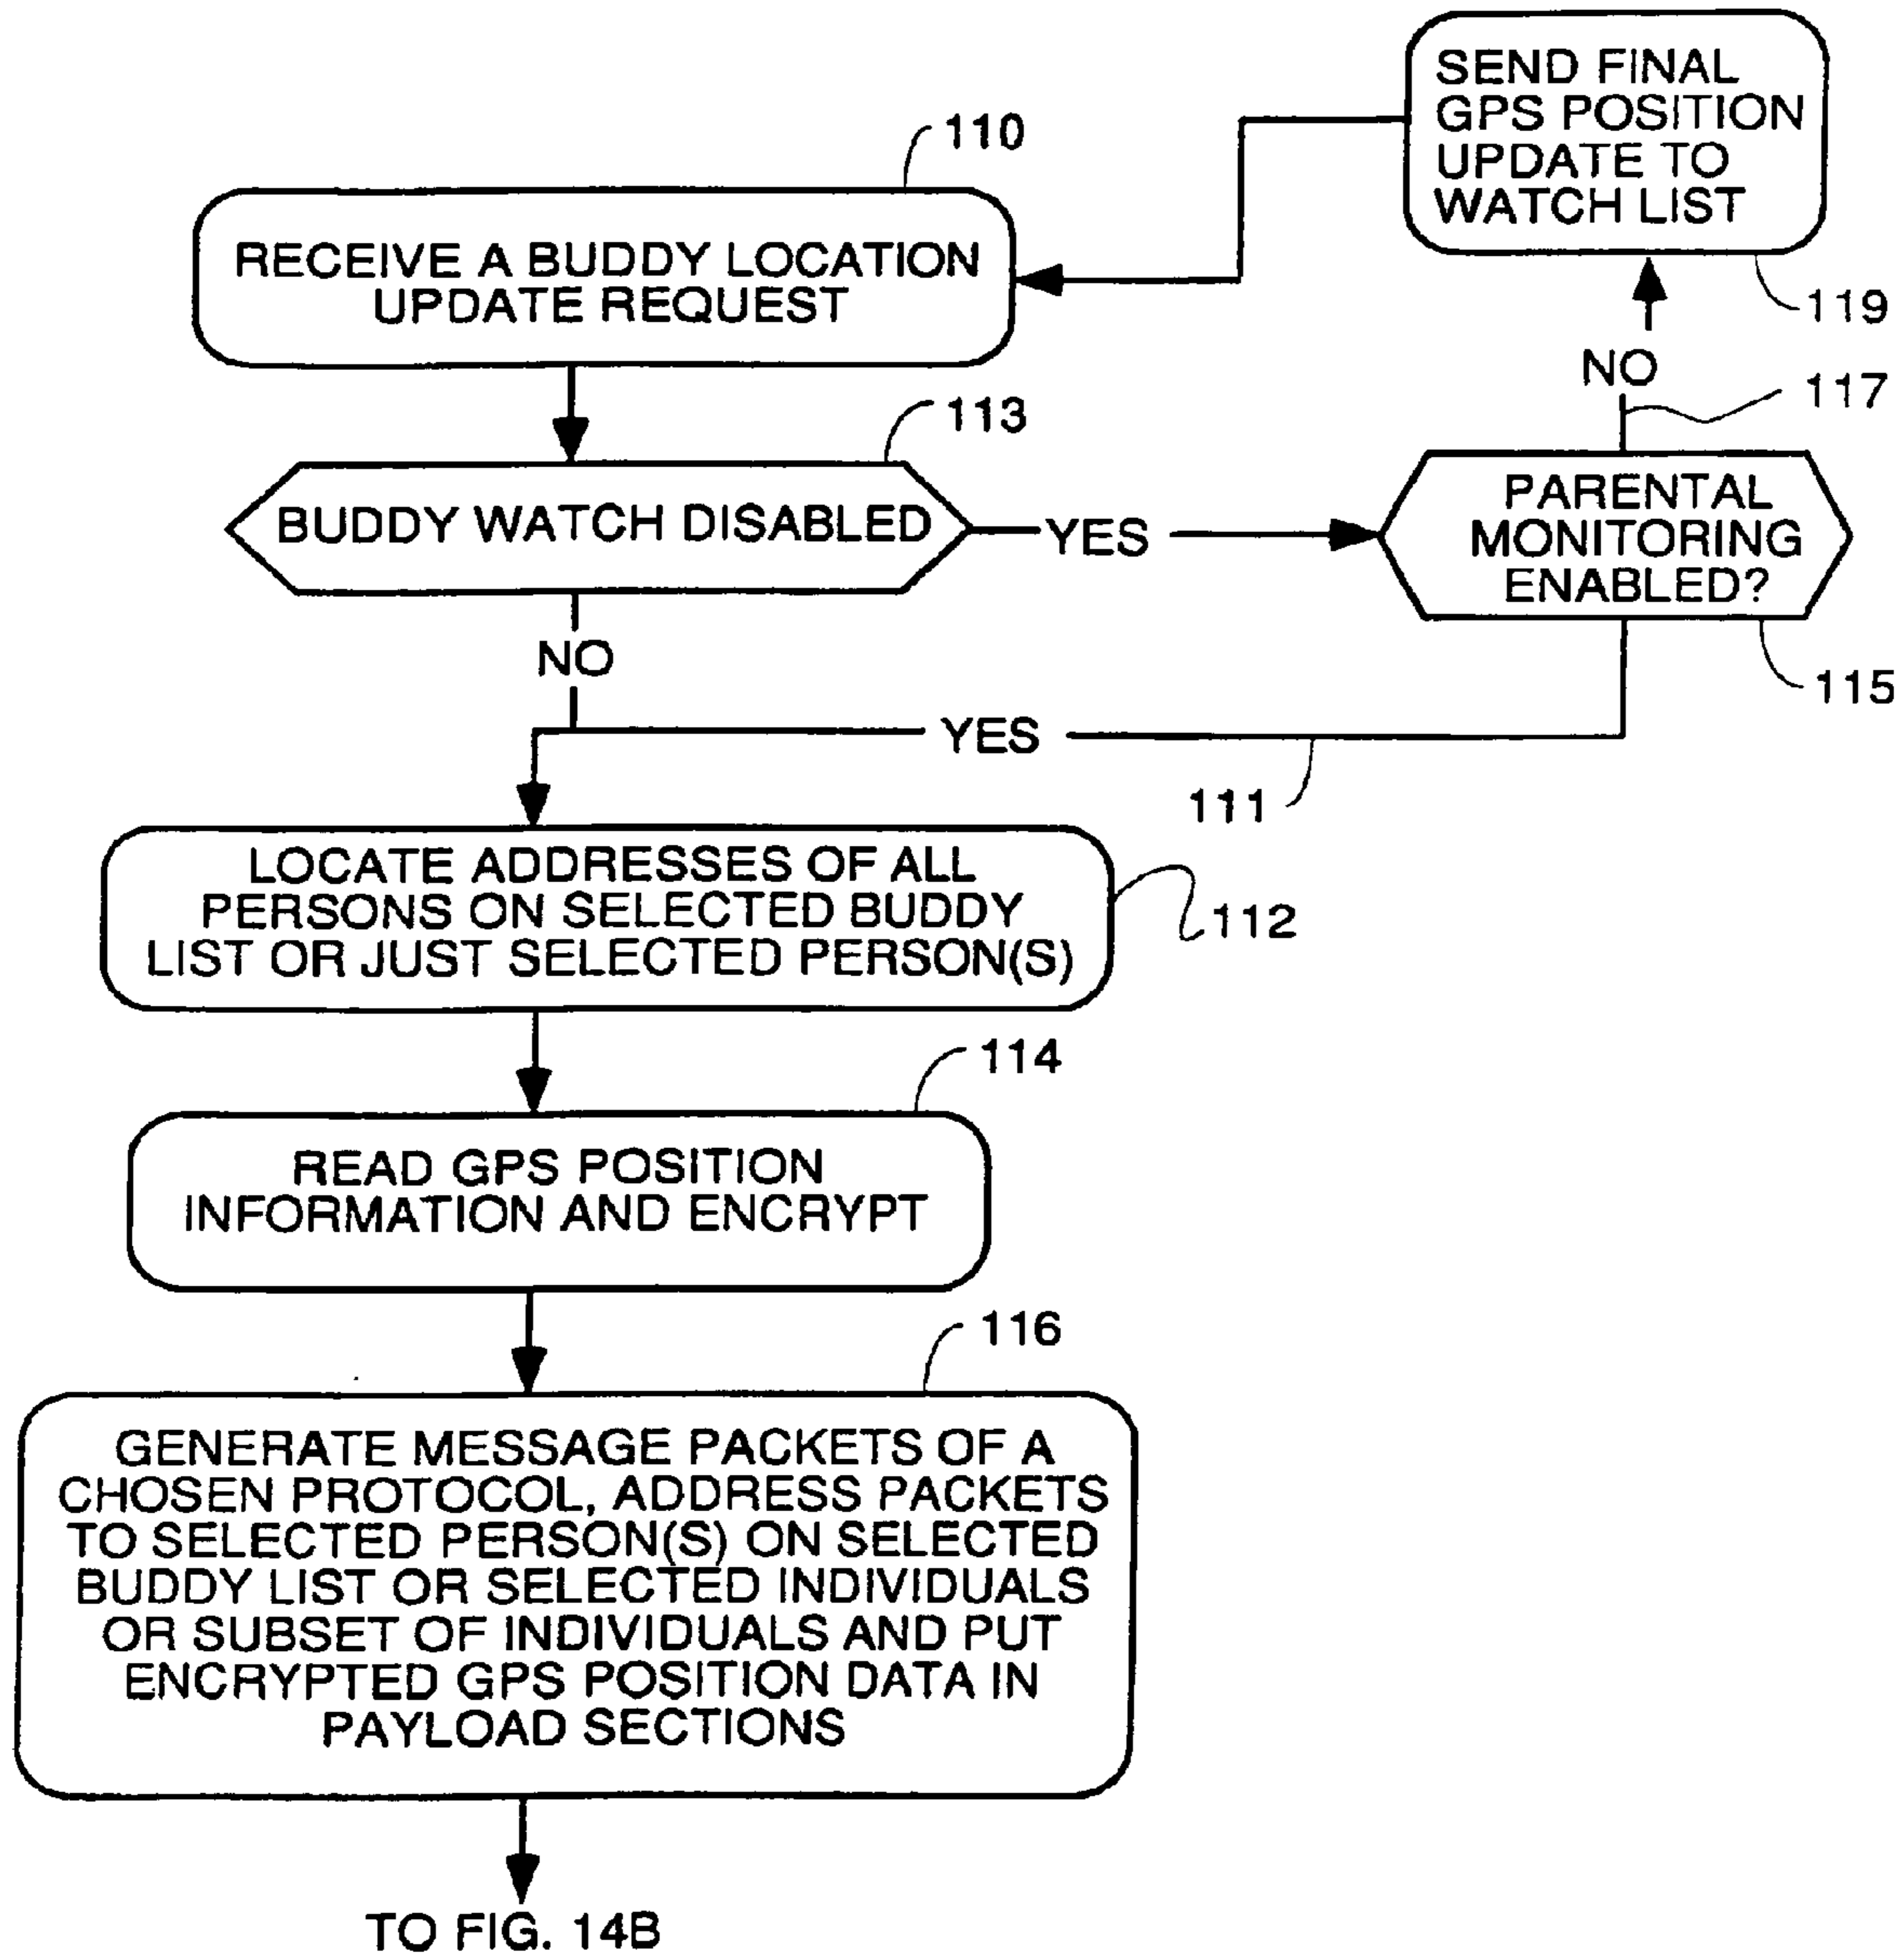 SEND FINAL
GPS POSITION
UPDATE TO
WATCH LIST
119
110
RECEIVE A BUDDY LOCATION
UPDATE REQUEST
NO
117
113
BUDDY WATCH DISABLED
YES
PARENTAL
MONITORING
ENABLED?
115
NO
YES
111
LOCATE ADDRESSES OF ALL
PERSONS ON SELECTED BUDDY
LIST OR JUST SELECTED PERSON(S)
112
114
READ GPS POSITION
INFORMATION AND ENCRYPT
116
GENERATE MESSAGE PACKETS OF A
CHOSEN PROTOCOL, ADDRESS PACKETS
TO SELECTED PERSON(S) ON SELECTED
BUDDY LIST OR SELECTED INDIVIDUALS
OR SUBSET OF INDIVIDUALS AND PUT
ENCRYPTED GPS POSITION DATA IN
PAYLOAD SECTIONS
TO FIG. 14B